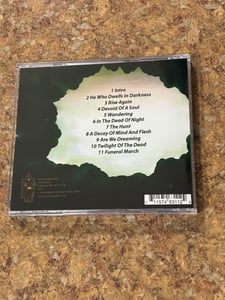 1 Intro
2 He Who Dwells In Darkness
3 Rise Again
4 Devoid Of A Soul
5 Wandering
6 In The Dead Of Night
7 The Hunt
8 A Decay Of Mind And Flesh
9 Are We Dreaming
10 Twilight Of The Dead
11 Funeral March